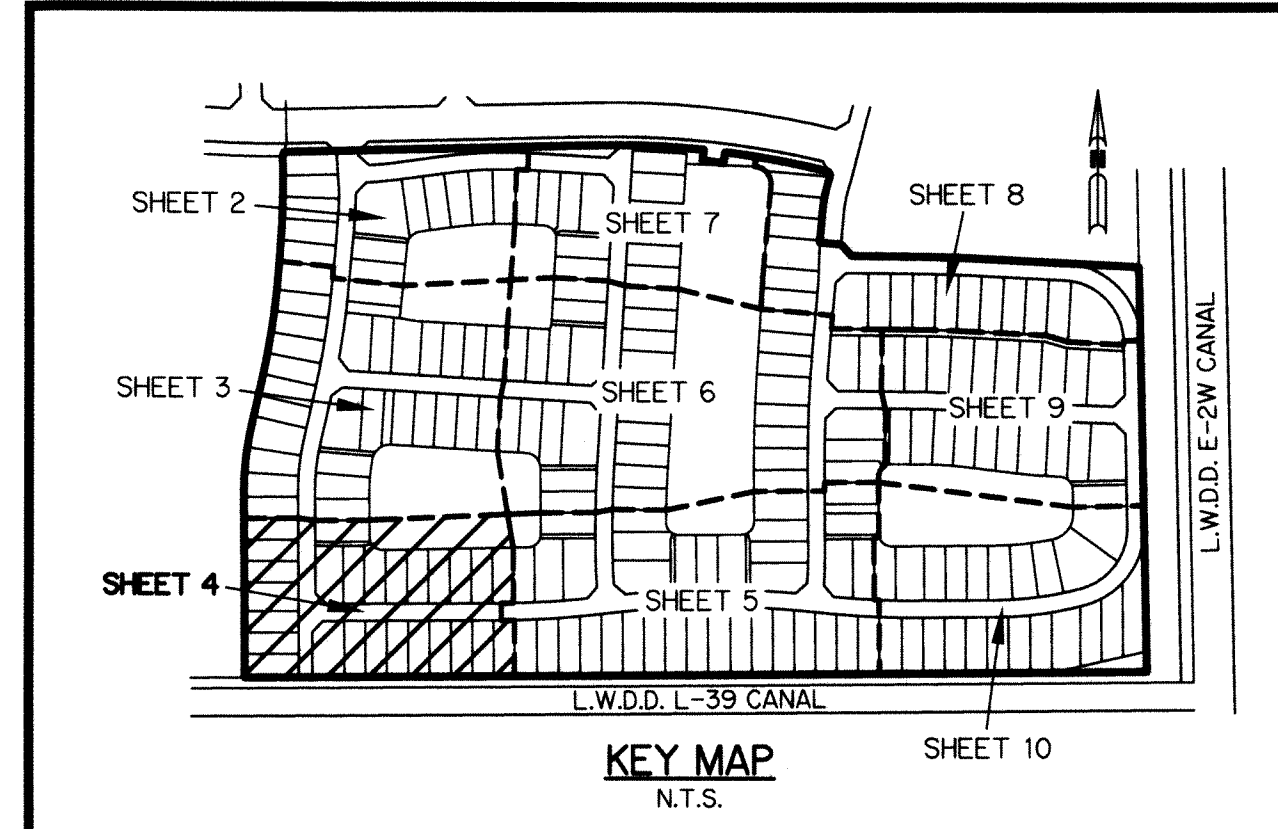 SHEET 2
SHEET 7
SHEET 8
N
SHEET 3
SHEET 6
SHEET 9
L.W.D.D. E-2W CANAL
SHEET 4
SHEET 5
L.W.D.D. L-39 CANAL
SHEET 10
KEY MAP
N.T.S.